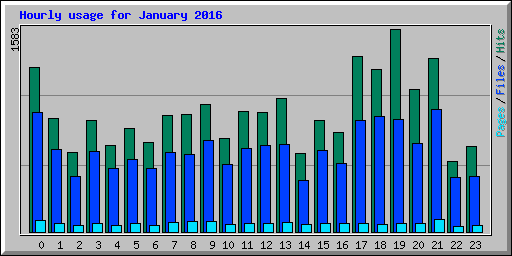 Hourly usage for January 2016
1583
Pages/Files/Hits
0 1 2 3 4 5 6 7 8 9 10 11 12 13 14 15 16 17 18 19 20 21 22 23